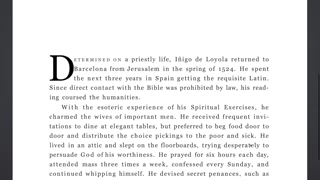 DETERMINED ON a priestly life, Iñigo de Loyola returned to
Barcelona from Jerusalem in the spring of 1524. He spent
the next three years in Spain getting the requisite Latin.
Since direct contact with the Bible was prohibited by law, his read-
ing coursed the humanities.
With the esoteric experience of his Spiritual Exercises, he
charmed the wives of important men. He received frequent invi-
tations to dine at elegant tables, but preferred to beg food door to
door and distribute the choice pickings to the poor and sick. He
lived in an attic and slept on the floorboards, trying desperately to
persuade God of his worthiness. He prayed for six hours each day,
attended mass three times a week, confessed every Sunday, and
continued whipping himself. He devised secret penances, such as